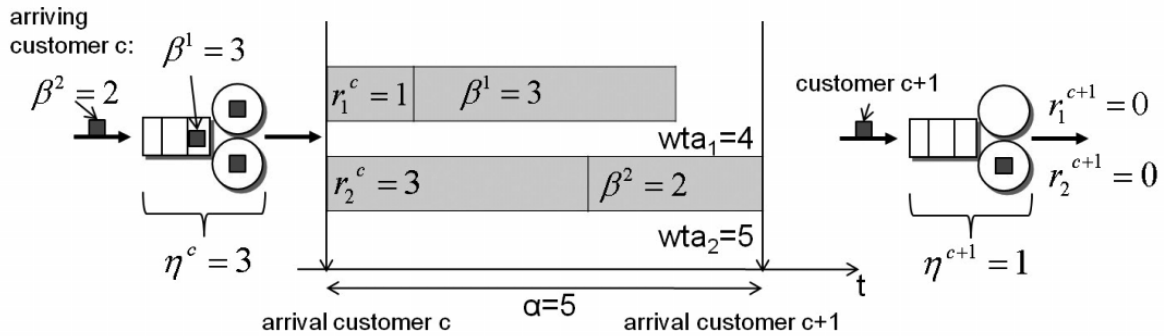 arriving
customer c:
β¹ = 3
β² = 2
ηᶜ = 3
r₁ᶜ = 1
β¹ = 3
wta₁=4
r₂ᶜ = 3
β² = 2
wta₂=5
t
α=5
arrival customer c
arrival customer c+1
customer c+1
r₁ᶜ⁺¹ = 0
r₂ᶜ⁺¹ = 0
ηᶜ⁺¹ = 1